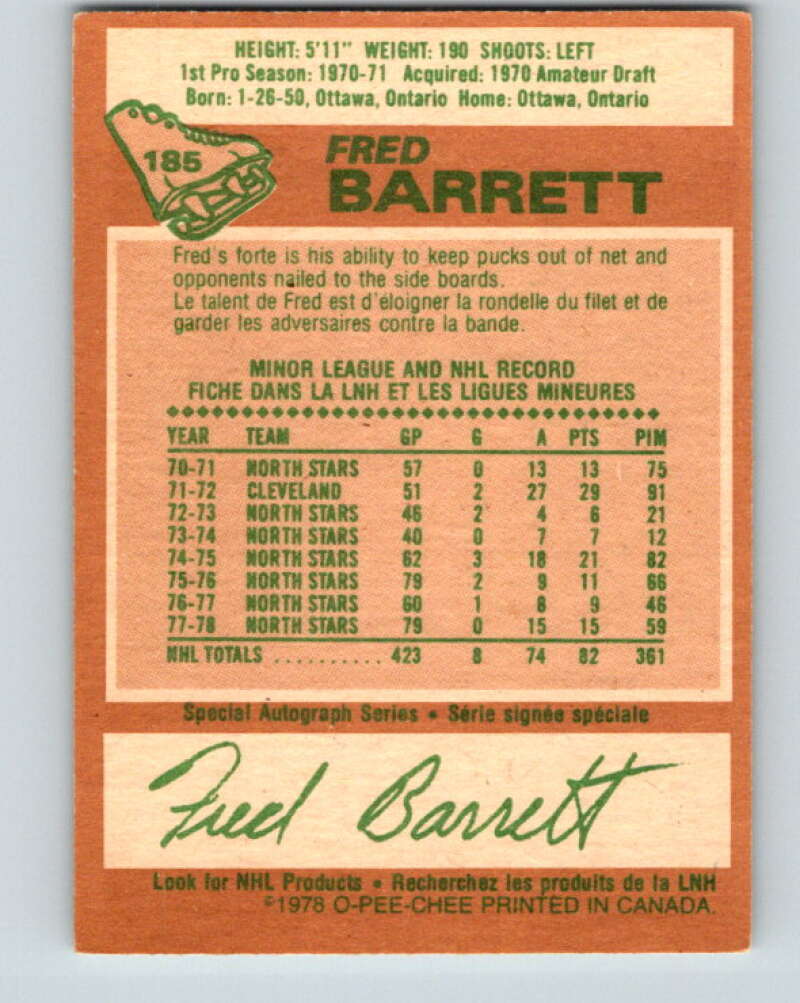 HEIGHT: 5'11" WEIGHT: 190 SHOOTS: LEFT
1st Pro Season: 1970-71 Acquired: 1970 Amateur Draft
Born: 1-26-50, Ottawa, Ontario Home: Ottawa, Ontario
185
FRED
BARRETT
Fred's forte is his ability to keep pucks out of net and
opponents nailed to the side boards.
Le talent de Fred est d'éloigner la rondelle du filet et de
garder les adversaires contre la bande.
MINOR LEAGUE AND NHL RECORD
FICHE DANS LA LNH ET LES LIGUES MINEURES
YEAR TEAM GP G A PTS PIM
70-71 NORTH STARS 57 0 13 13 75
71-72 CLEVELAND 51 2 27 29 91
72-73 NORTH STARS 46 2 4 6 21
73-74 NORTH STARS 40 0 7 7 12
74-75 NORTH STARS 62 3 18 21 82
75-76 NORTH STARS 79 2 9 11 66
76-77 NORTH STARS 60 1 8 9 46
77-78 NORTH STARS 79 0 15 15 59
NHL TOTALS .......... 423 8 74 82 361
Special Autograph Series • Série signée spéciale
Fred Barrett
Look for NHL Products • Recherchez les produits de la LNH
©1978 O-PEE-CHEE PRINTED IN CANADA.